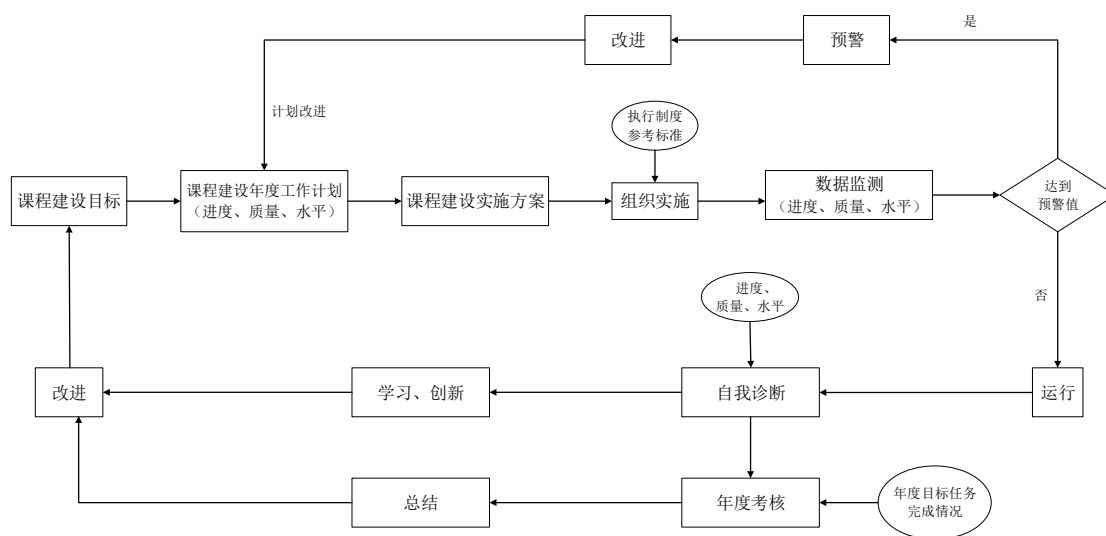 改进
预警
是
计划改进
执行制度
参考标准
课程建设目标
课程建设年度工作计划
（进度、质量、水平）
课程建设实施方案
组织实施
数据监测
（进度、质量、水平）
达到
预警值
进度、
质量、水平
否
改进
学习、创新
自我诊断
运行
总结
年度考核
年度目标任务
完成情况